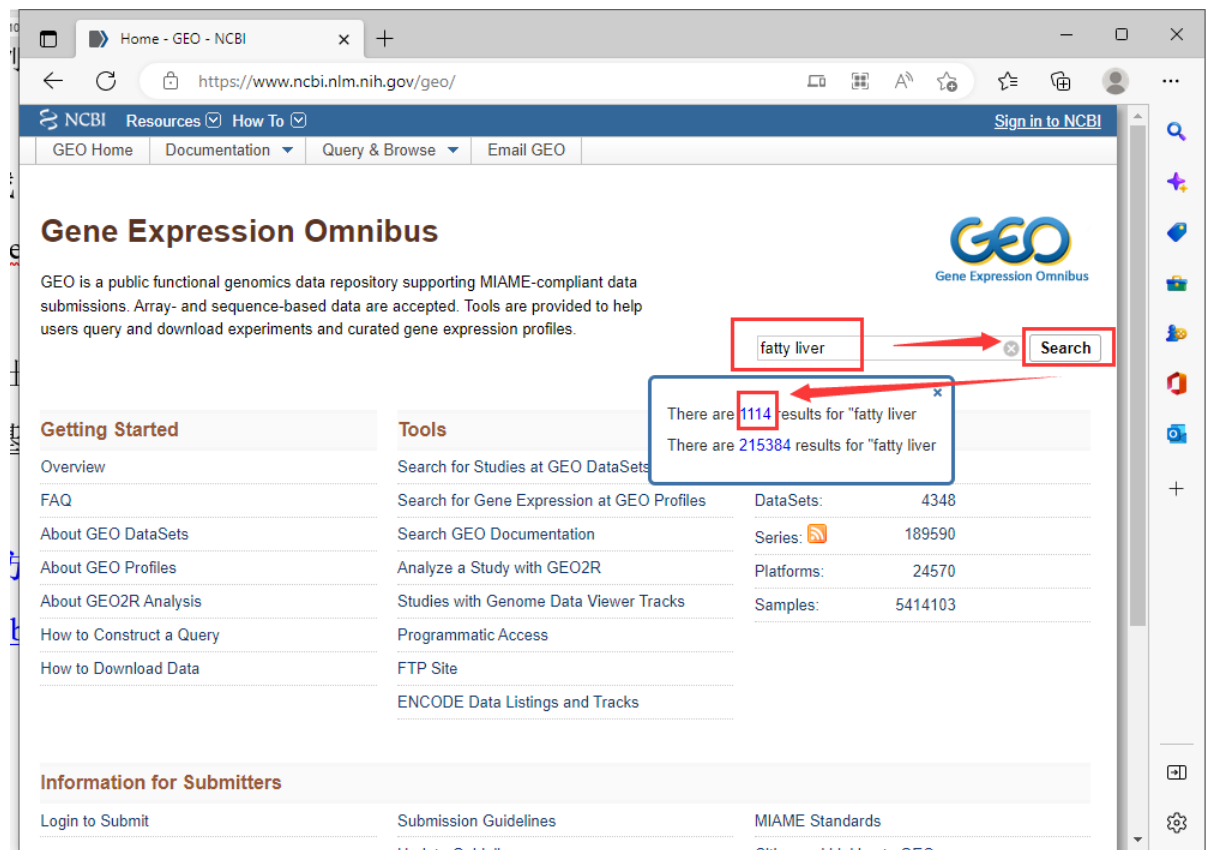 Home - GEO - NCBI
https://www.ncbi.nlm.nih.gov/geo/
NCBI Resources How To Sign in to NCBI
GEO Home Documentation Query & Browse Email GEO
Gene Expression Omnibus
GEO
Gene Expression Omnibus
GEO is a public functional genomics data repository supporting MIAME-compliant data
submissions. Array- and sequence-based data are accepted. Tools are provided to help
users query and download experiments and curated gene expression profiles.
fatty liver Search
There are 1114 results for "fatty liver
There are 215384 results for "fatty liver
Getting Started
Overview
FAQ
About GEO DataSets
About GEO Profiles
About GEO2R Analysis
How to Construct a Query
How to Download Data
Tools
Search for Studies at GEO DataSets
Search for Gene Expression at GEO Profiles
Search GEO Documentation
Analyze a Study with GEO2R
Studies with Genome Data Viewer Tracks
Programmatic Access
FTP Site
ENCODE Data Listings and Tracks
DataSets: 4348
Series: 189590
Platforms: 24570
Samples: 5414103
Information for Submitters
Login to Submit
Submission Guidelines
MIAME Standards